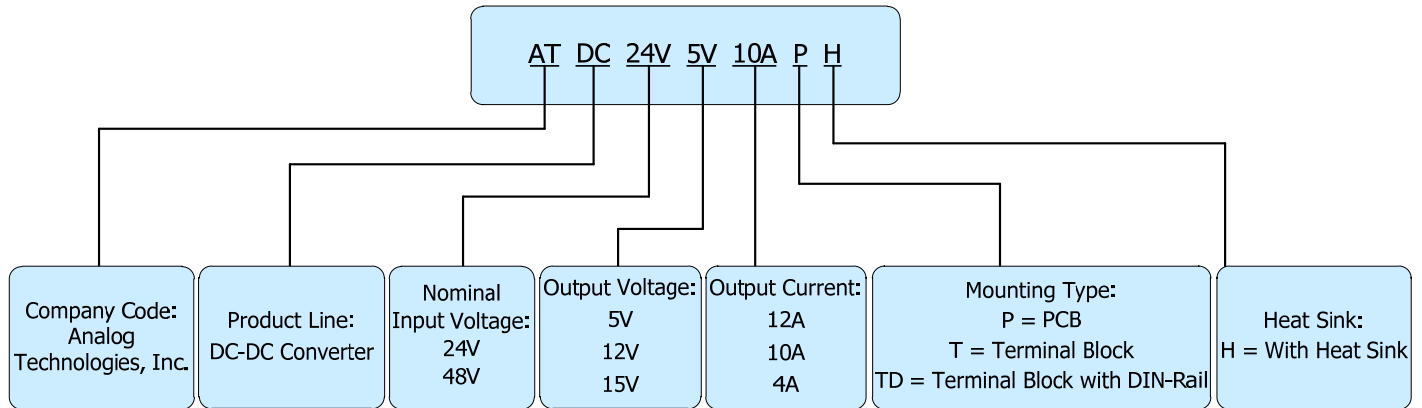 AT DC 24V 5V 10A P H
Company Code:
Analog
Technologies, Inc.
Product Line:
DC-DC Converter
Nominal
Input Voltage:
24V
48V
Output Voltage:
5V
12V
15V
Output Current:
12A
10A
4A
Mounting Type:
P = PCB
T = Terminal Block
TD = Terminal Block with DIN-Rail
Heat Sink:
H = With Heat Sink